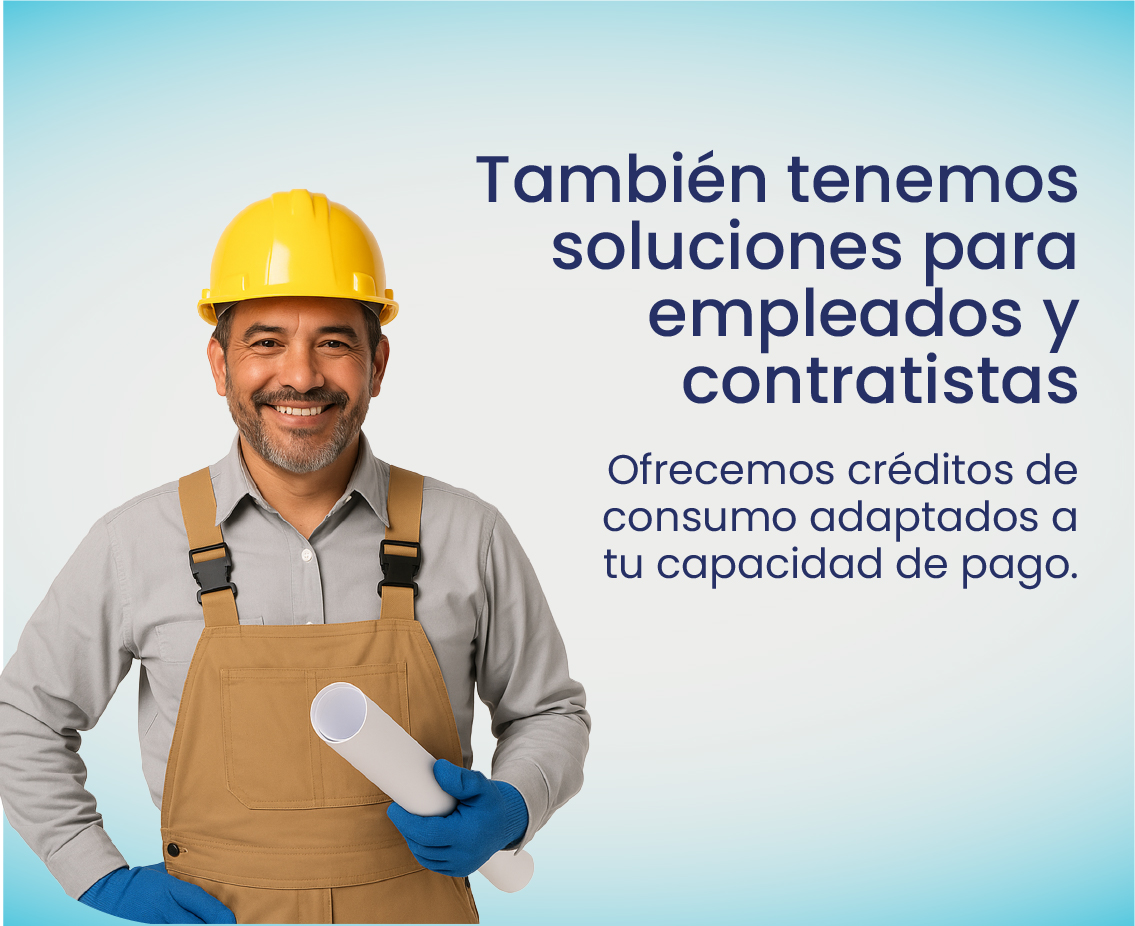 También tenemos
soluciones para
empleados y
contratistas
Ofrecemos créditos de
consumo adaptados a
tu capacidad de pago.